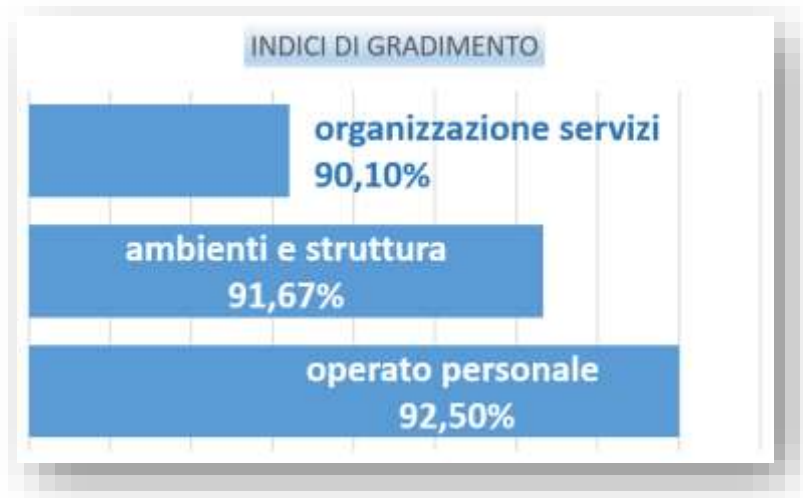 INDICI DI GRADIMENTO
organizzazione servizi
90,10%
ambienti e struttura
91,67%
operato personale
92,50%